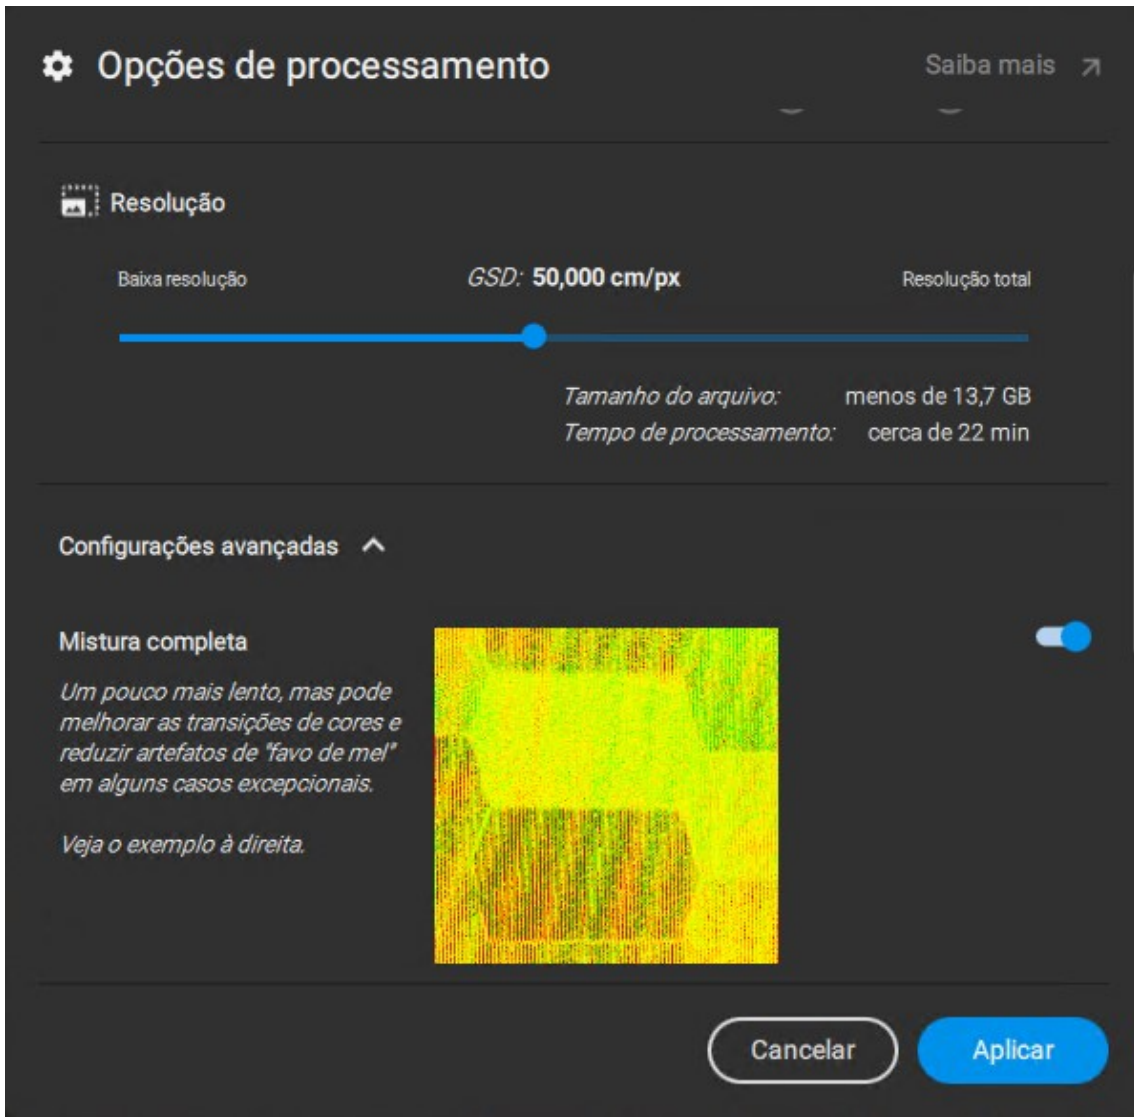 Opções de processamento
Saiba mais
Resolução
Baixa resolução
GSD: 50,000 cm/px
Resolução total
Tamanho do arquivo: menos de 13,7 GB
Tempo de processamento: cerca de 22 min
Configurações avançadas
Mistura completa
Um pouco mais lento, mas pode
melhorar as transições de cores e
reduzir artefatos de "favo de mel"
em alguns casos excepcionais.
Veja o exemplo à direita.
Cancelar
Aplicar